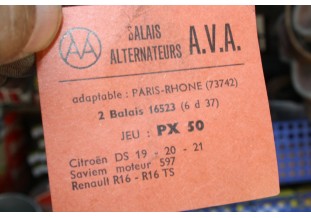 AA
BALAIS
ALTERNATEURS A.V.A.
adaptable : PARIS-RHONE (73742)
2 Balais 16523 (6 d 37)
JEU : PX 50
Citroën DS 19 - 20 - 21
Saviem moteur 597
Renault R16 - R16 TS